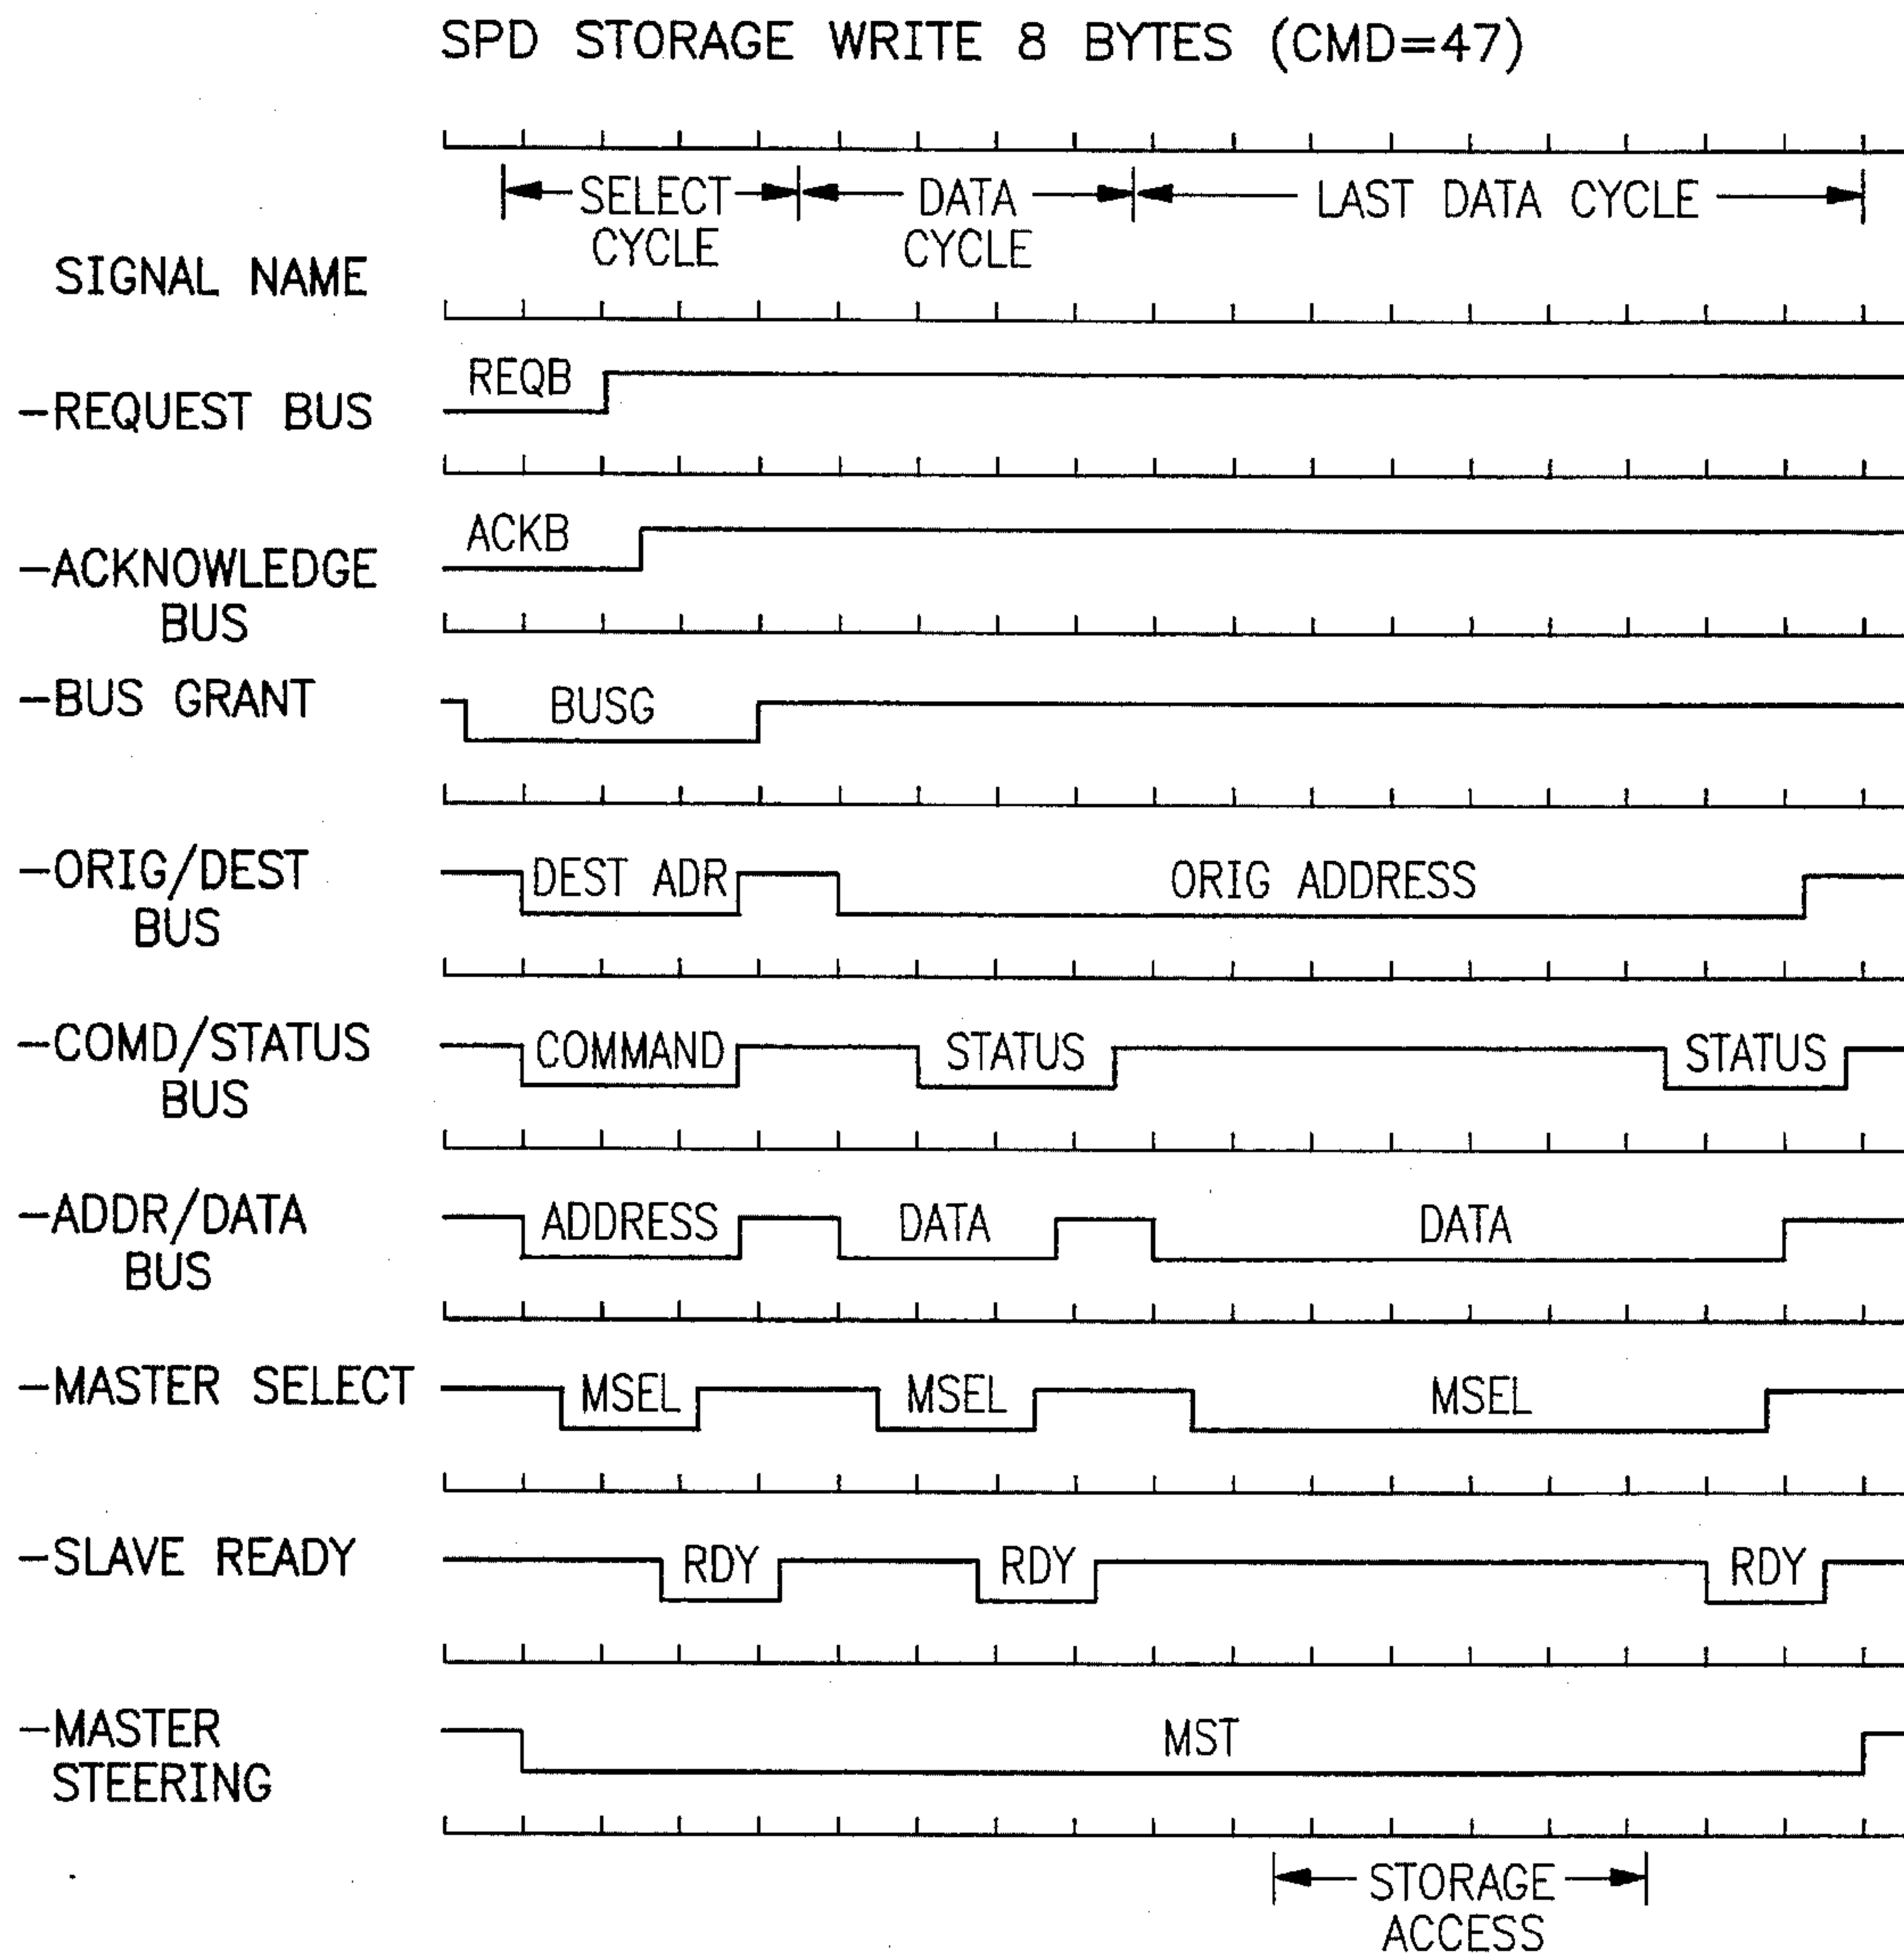 SPD STORAGE WRITE 8 BYTES (CMD=47)
SELECT CYCLE
DATA CYCLE
LAST DATA CYCLE
SIGNAL NAME
-REQUEST BUS
REQB
-ACKNOWLEDGE
BUS
ACKB
-BUS GRANT
BUSG
-ORIG/DEST
BUS
DEST ADR
ORIG ADDRESS
-COMD/STATUS
BUS
COMMAND
STATUS
STATUS
-ADDR/DATA
BUS
ADDRESS
DATA
DATA
-MASTER SELECT
MSEL
MSEL
MSEL
-SLAVE READY
RDY
RDY
RDY
-MASTER
STEERING
MST
STORAGE
ACCESS